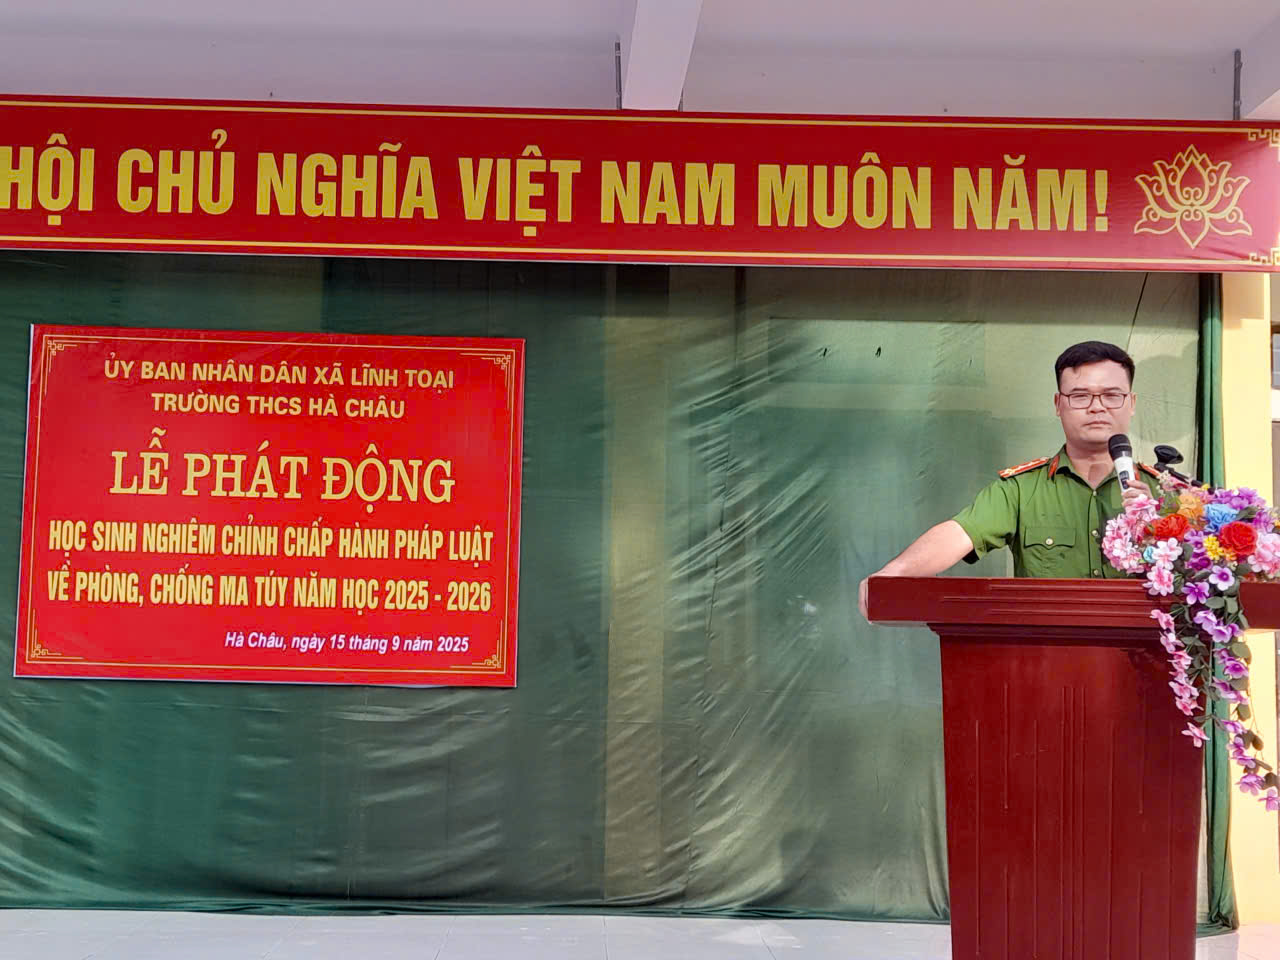 HỘI CHỦ NGHĨA VIỆT NAM MUÔN NĂM!
ỦY BAN NHÂN DÂN XÃ LĨNH TOẠI
TRƯỜNG THCS HÀ CHÂU
LỄ PHÁT ĐỘNG
HỌC SINH NGHIÊM CHỈNH CHẤP HÀNH PHÁP LUẬT
VỀ PHÒNG, CHỐNG MA TÚY NĂM HỌC 2025 - 2026
Hà Châu, ngày 15 tháng 9 năm 2025